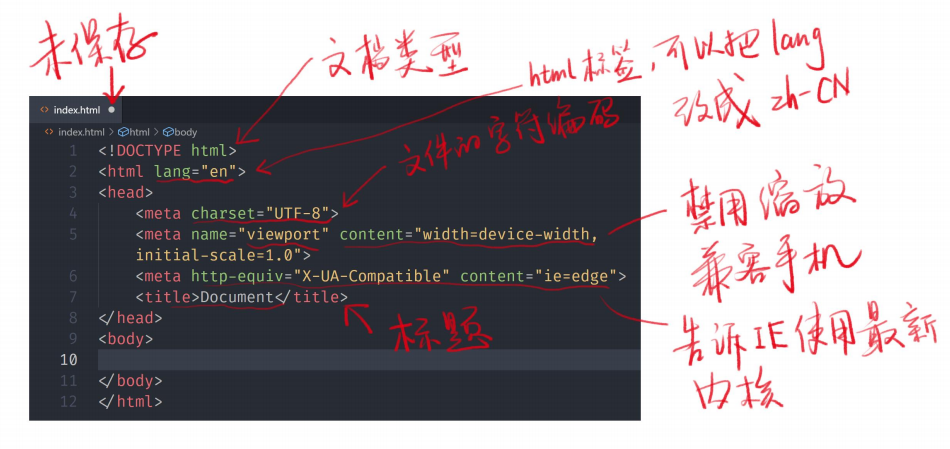 未保存
文档类型
html标签,可以把lang
改成 zh-CN
index.html
index.html > html > body
1 <!DOCTYPE html>
2 <html lang="en">
文件的字符编码
3 <head>
4 <meta charset="UTF-8">
5 <meta name="viewport" content="width=device-width,
initial-scale=1.0">
禁用缩放
兼容手机
6 <meta http-equiv="X-UA-Compatible" content="ie=edge">
7 <title>Document</title>
8 </head>
标题
9 <body>
告诉IE使用最新
内核
10
11 </body>
12 </html>